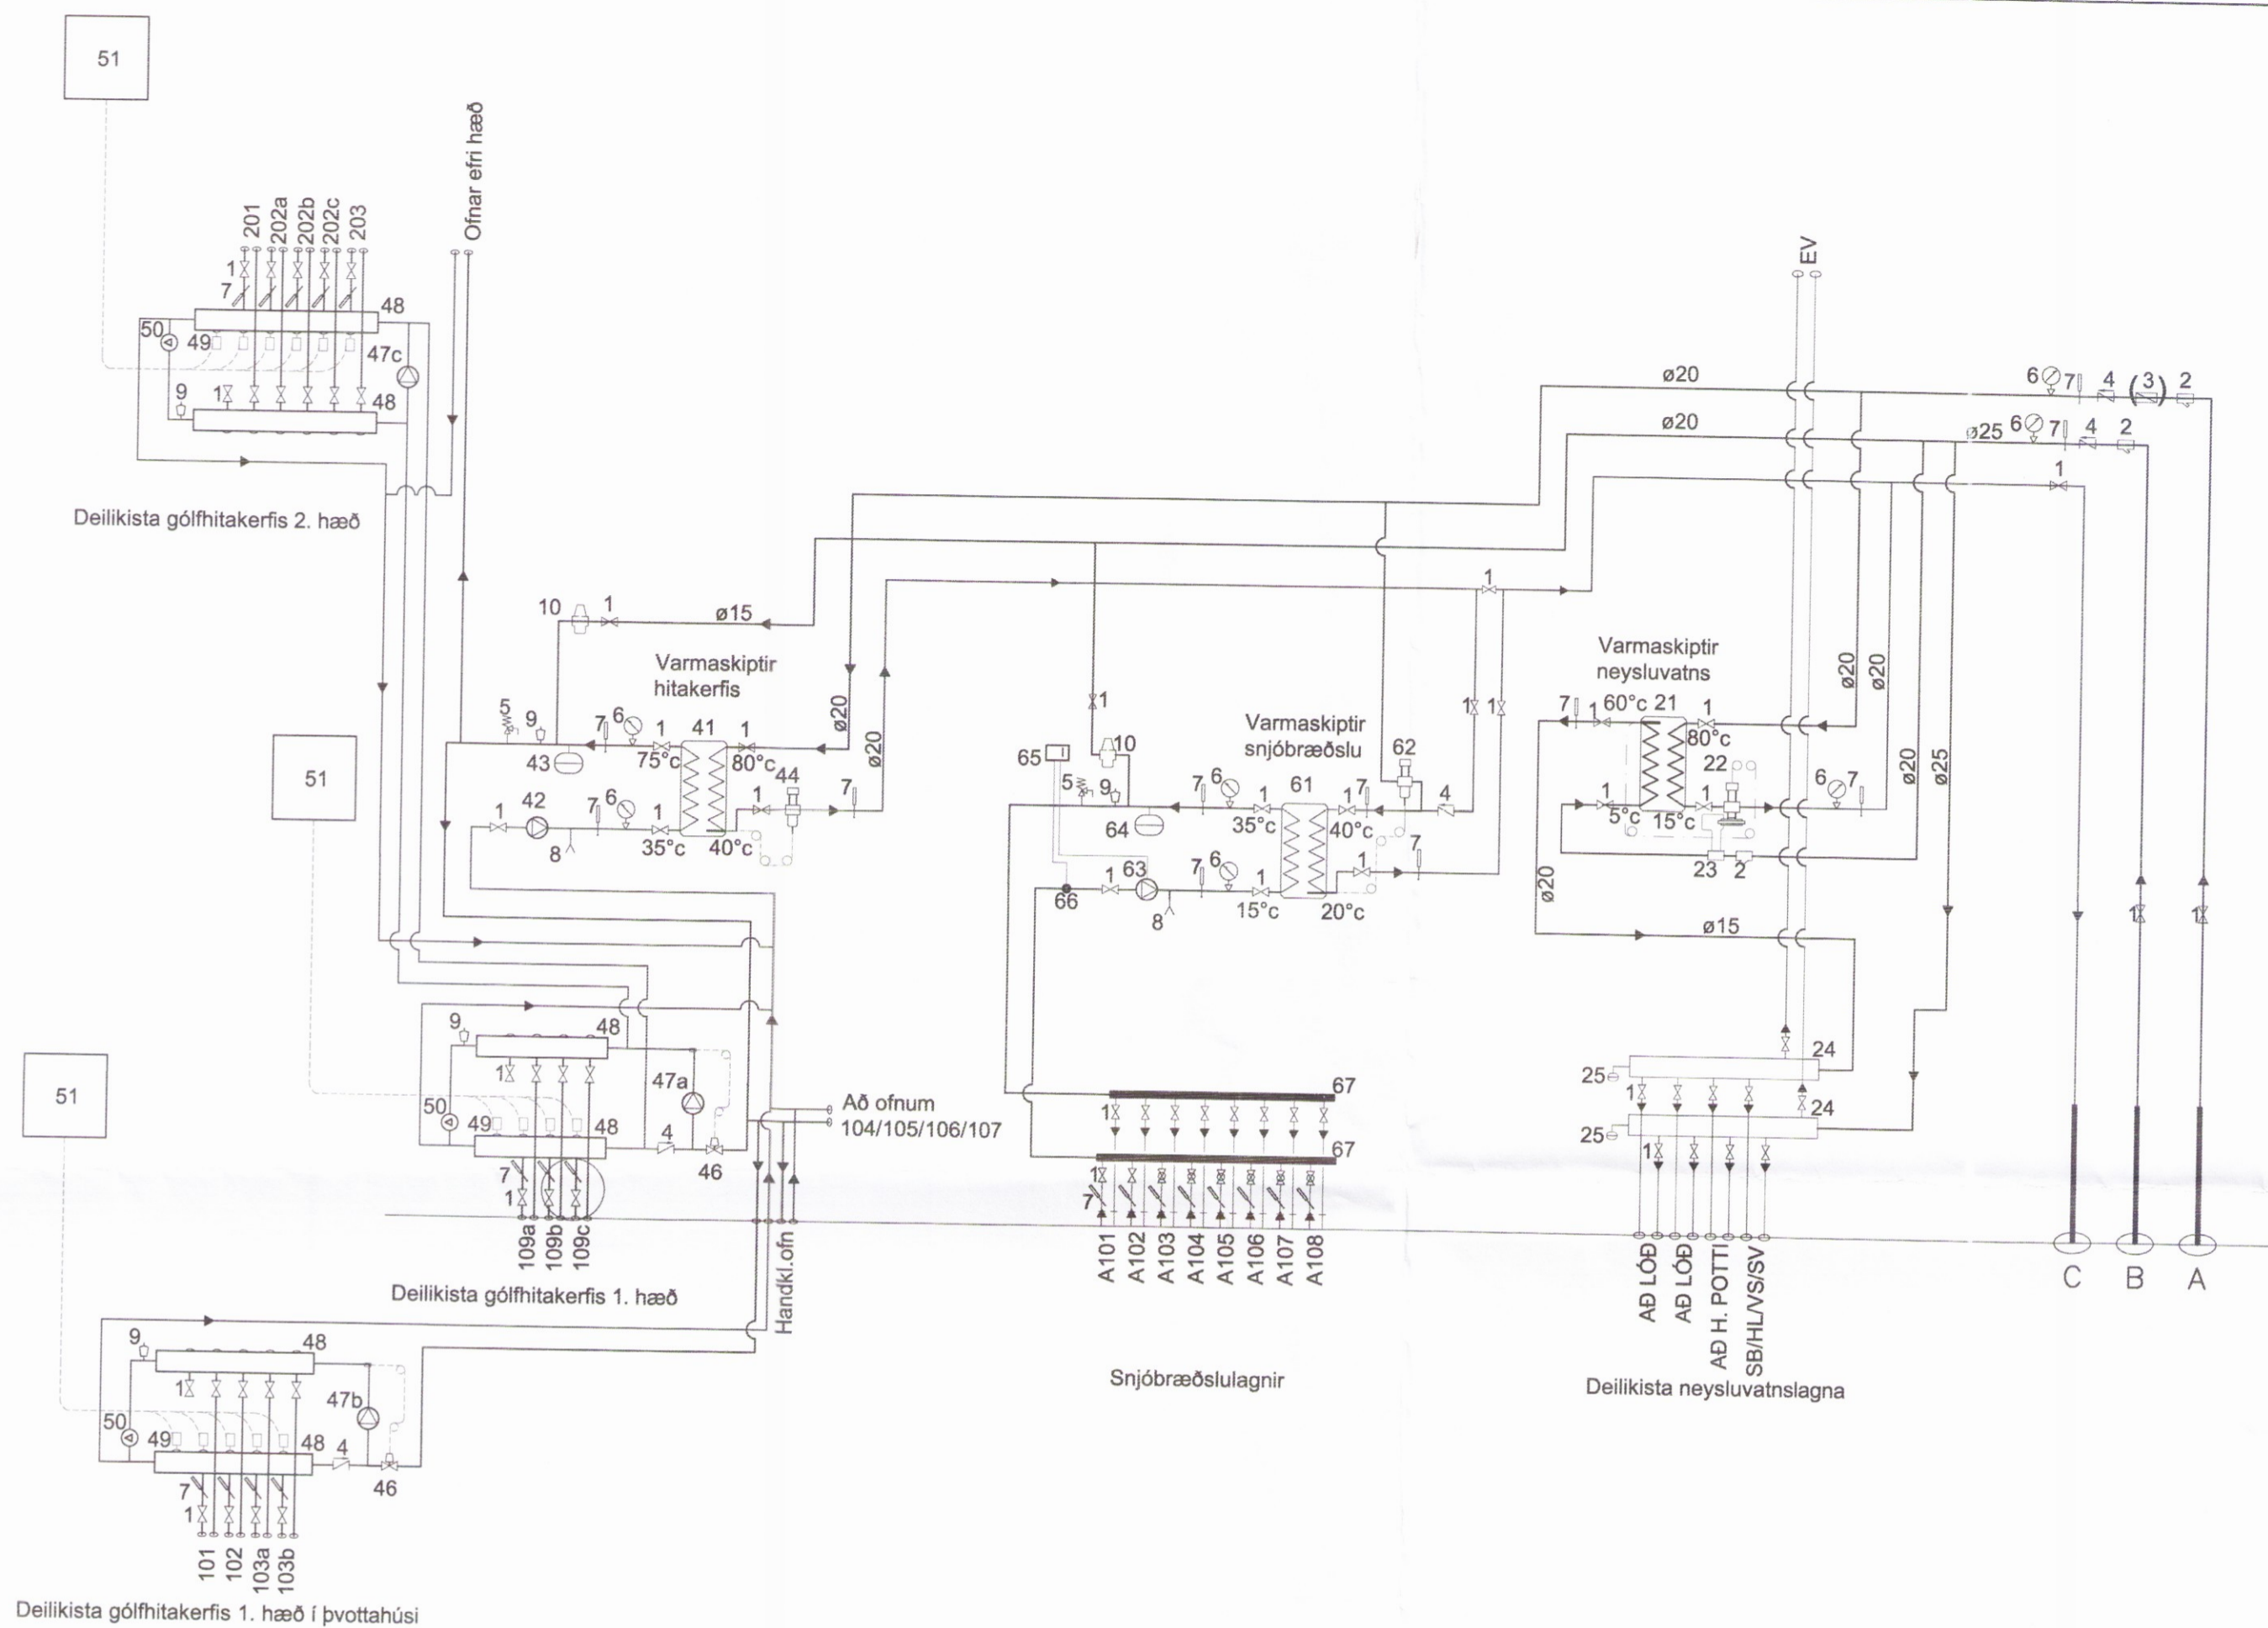 51
Ofnar efri hæð
201
202a
202b
202c
203
1
7
48
50
49
47c
9
1
48
Deilikista gólfhitakerfis 2. hæð
EV
ø20
6
7
4
(3)
2
ø20
ø25
6
7
4
2
1
10
1
ø15
1
Varmaskiptir
hitakerfis
5
9
7
6
1
41
1
43
75°c
80°c
44
ø20
ø20
42
1
7
6
1
1
7
8
35°c
40°c
51
Varmaskiptir
snjóbræðslu
1
10
65
5
9
7
6
1
61
1
7
62
4
1
1
64
35°c
40°c
63
1
7
6
1
1
7
66
8
15°c
20°c
Varmaskiptir
neysluvatns
7
1
60°c
21
1
80°c
22
1
5°c
15°c
1
6
7
23
2
ø20
ø20
ø20
ø25
ø20
ø15
1
1
9
48
1
47a
50
49
48
4
46
7
1
109a
109b
109c
Að ofnum
104/105/106/107
Handkl.ofn
Deilikista gólfhitakerfis 1. hæð
51
67
1
67
1
7
A101
A102
A103
A104
A105
A106
A107
A108
Snjóbræðslulagnir
24
25
1
24
25
1
AÐ LÓÐ
AÐ LÓÐ
AÐ H. POTTI
SB/HL/VS/SV
Deilikista neysluvatnslagna
C
B
A
9
48
1
47b
50
49
48
4
46
7
1
101
102
103a
103b
Deilikista gólfhitakerfis 1. hæð í þvottahúsi